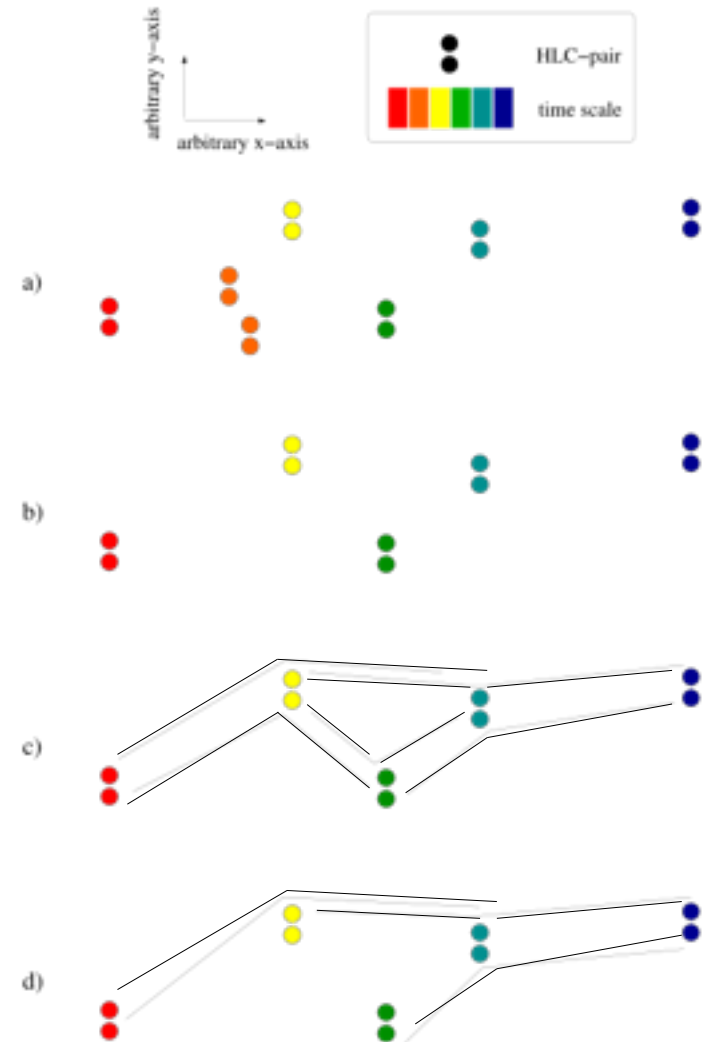 arbitrary y-axis
arbitrary x-axis
HLC-pair
time scale
a)
b)
c)
d)